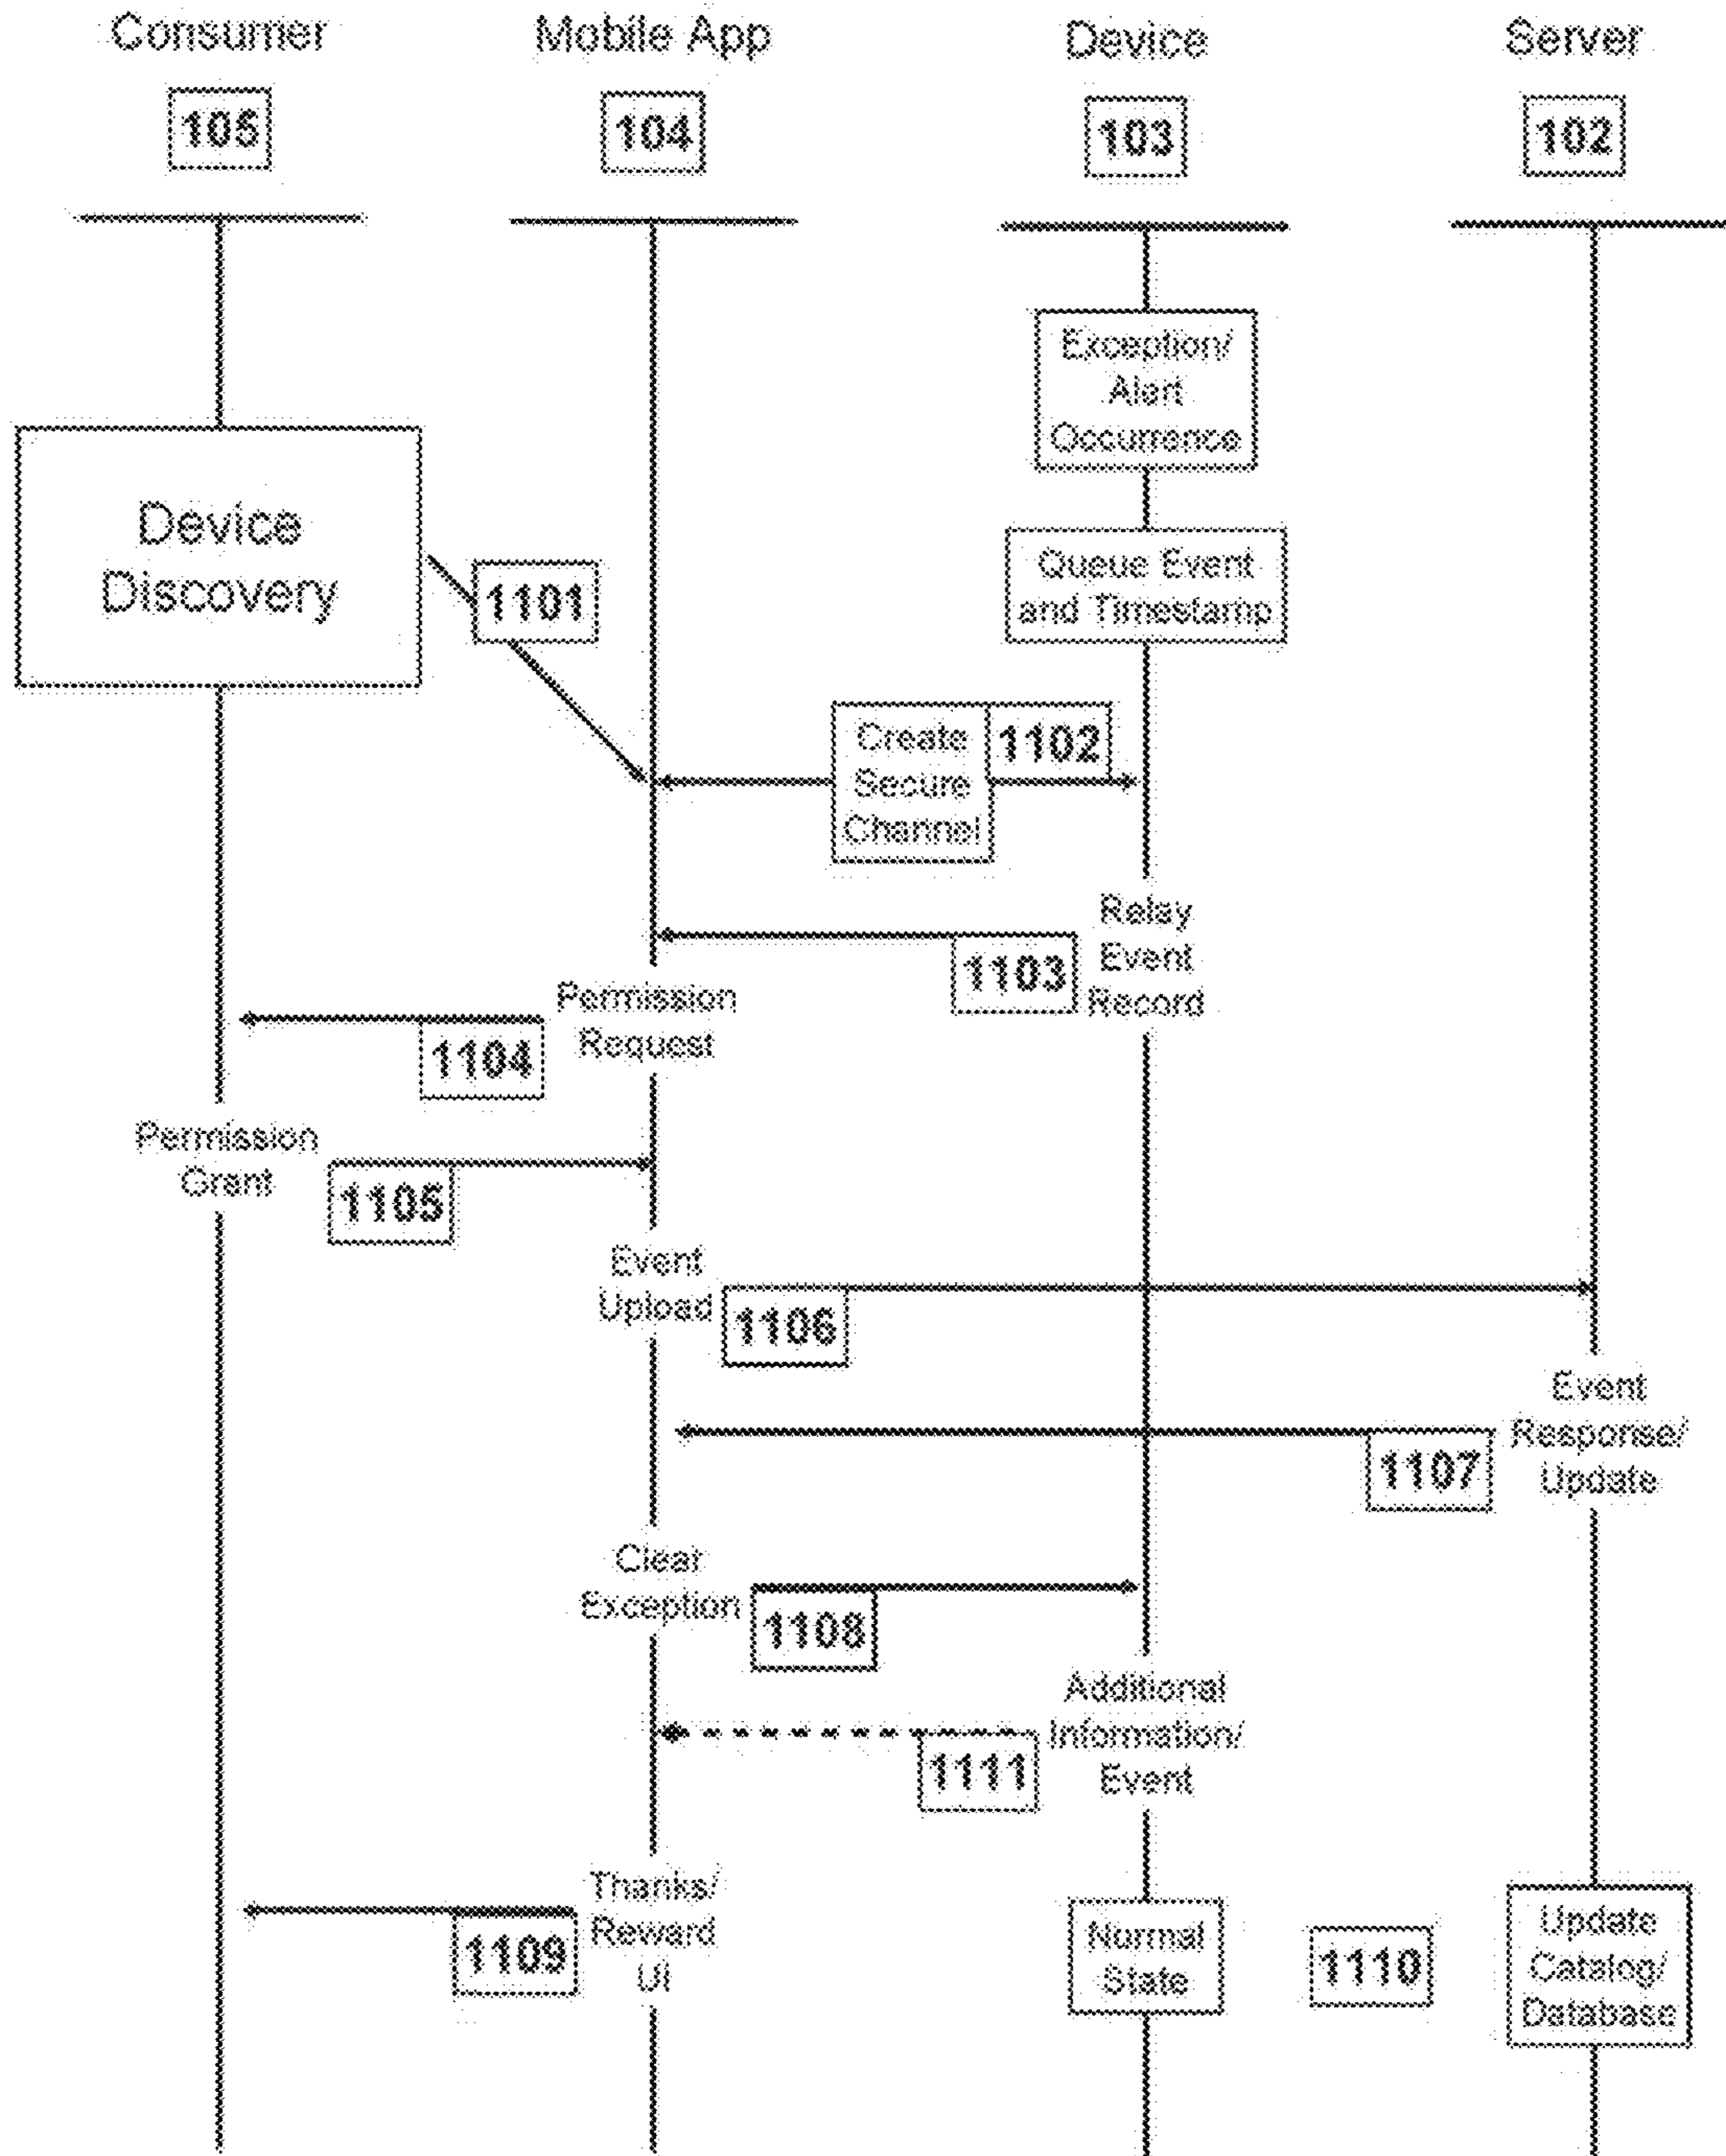 Consumer
Mobile App
Device
Server
105
104
103
102
Exception/
Alert
Occurrence
Device
Discovery
Queue Event
and Timestamp
1101
Create
Secure
Channel
1102
Relay
Event
Record
1103
Permission
Request
1104
Permission
Grant
1105
Event
Upload
1106
Event
Response/
Update
1107
Clear
Exception
1108
Additional
Information/
Event
1111
Thanks/
Reward
UI
1109
Normal
State
1110
Update
Catalog/
Database